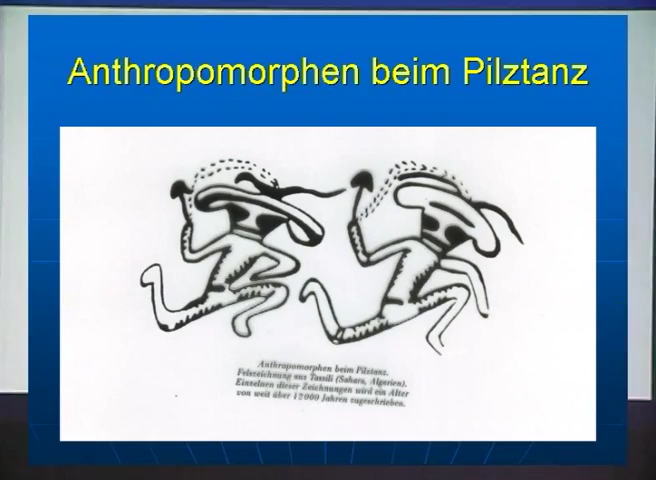 Anthropomorphen beim Pilztanz
Anthropomorphen beim Pilztanz.
Felszeichnung aus Tassili (Sahara, Algerien).
Einzelnen dieser Zeichnungen wird ein Alter
von weit über 12000 Jahren zugeschrieben.